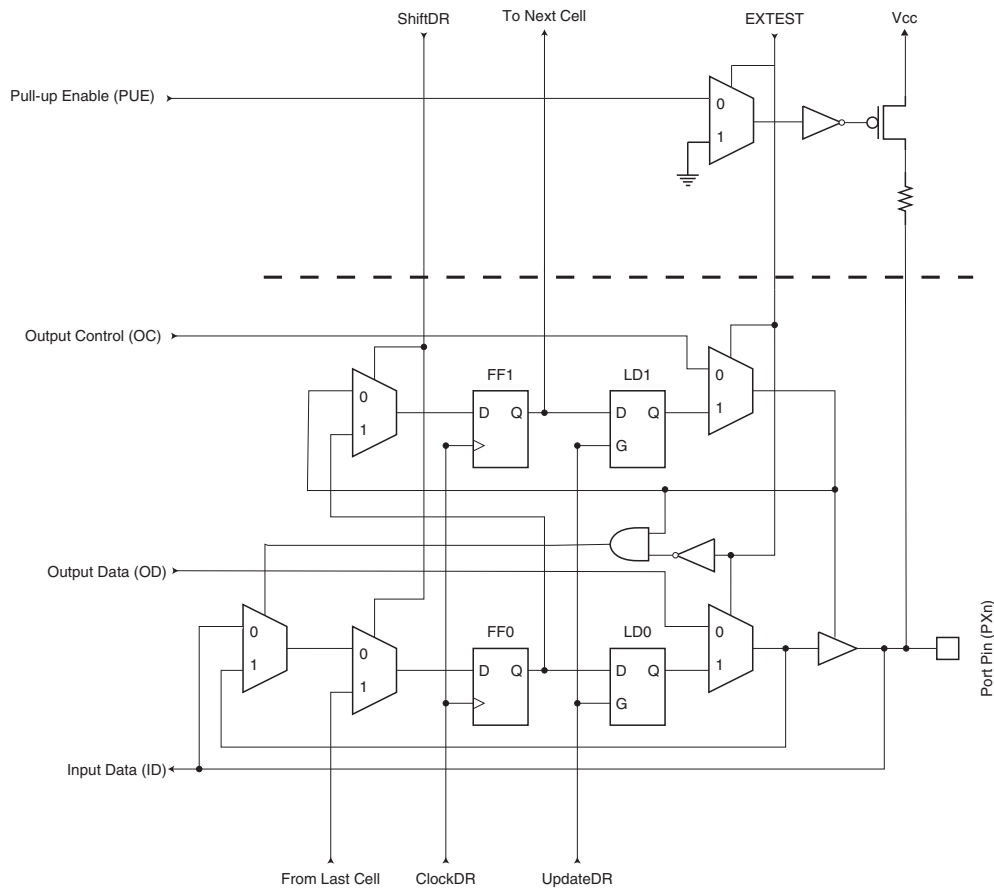 ShiftDR
To Next Cell
EXTEST
Vcc
Pull-up Enable (PUE)
0
1
Output Control (OC)
0
1
FF1
D Q
LD1
D Q
G
0
1
Output Data (OD)
0
1
0
1
FF0
D Q
LD0
D Q
G
0
1
Port Pin (PXn)
Input Data (ID)
From Last Cell
ClockDR
UpdateDR